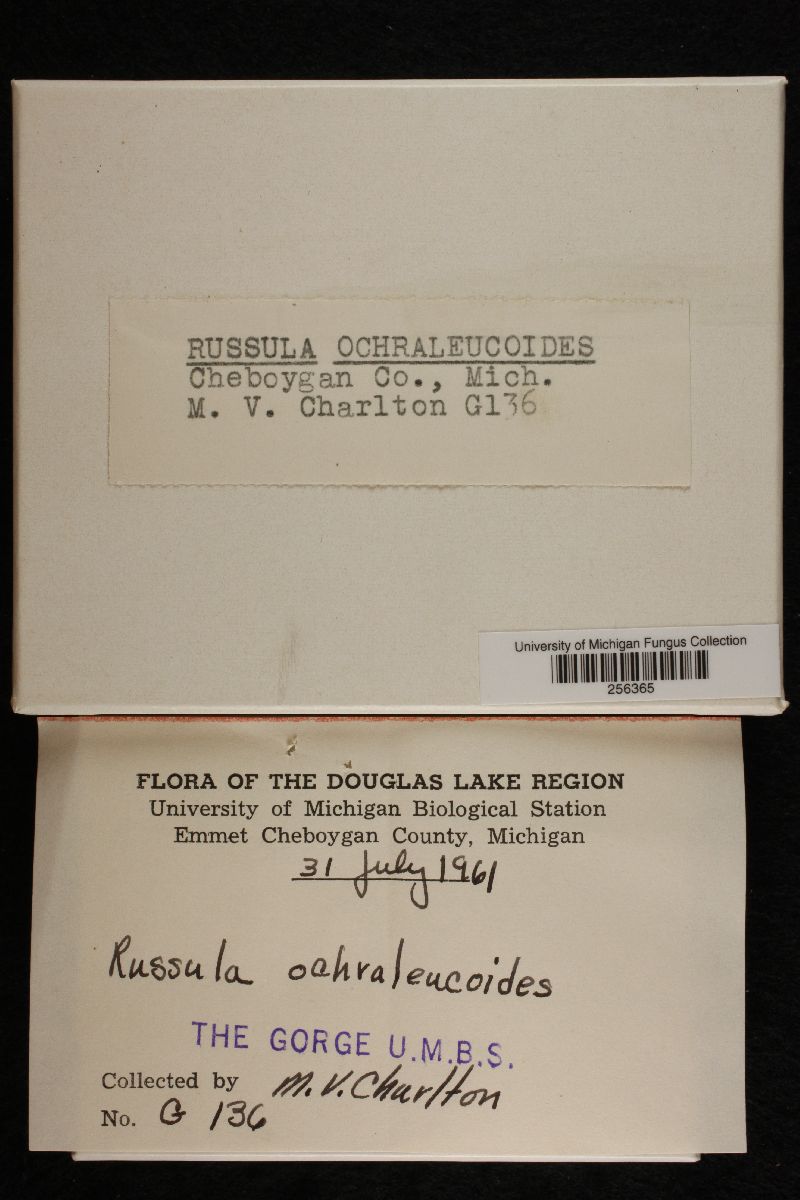 RUSSULA OCHRALEUCOIDES
Cheboygan Co., Mich.
M. V. Charlton G136
University of Michigan Fungus Collection
256365
FLORA OF THE DOUGLAS LAKE REGION
University of Michigan Biological Station
Emmet Cheboygan County, Michigan
31 July 1961
Russula ochraleucoides
THE GORGE U.M.B.S.
Collected by M.V. Charlton
No. G 136